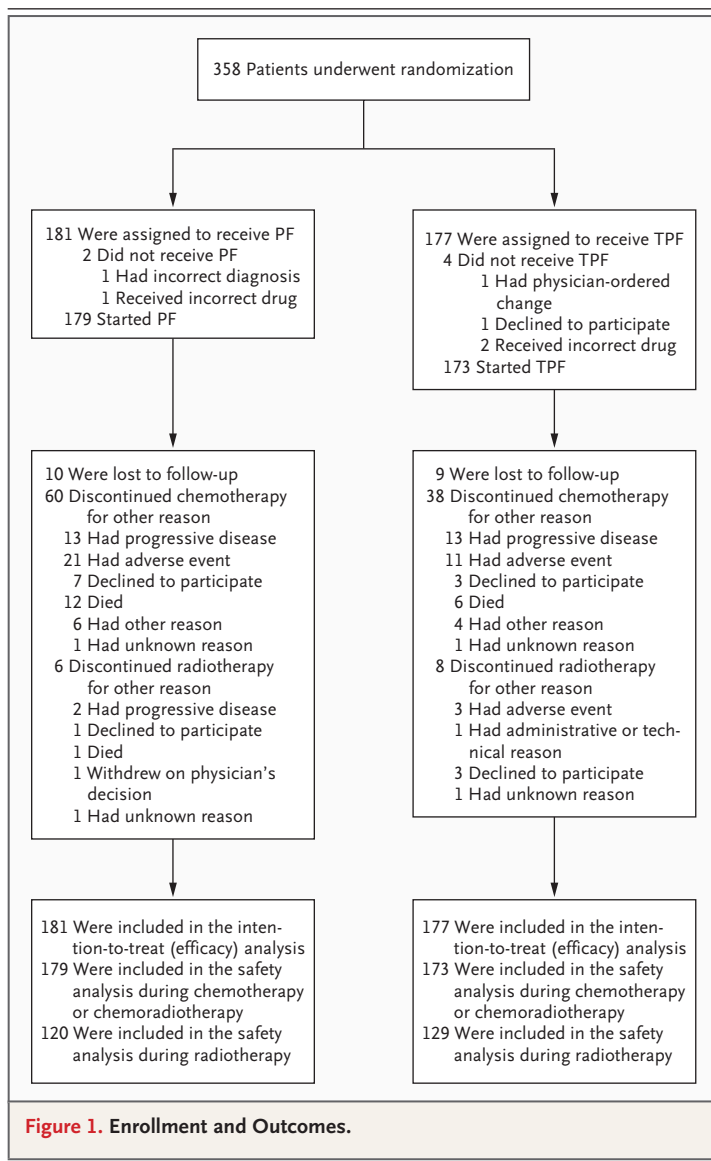 358 Patients underwent randomization
181 Were assigned to receive PF
2 Did not receive PF
1 Had incorrect diagnosis
1 Received incorrect drug
179 Started PF
177 Were assigned to receive TPF
4 Did not receive TPF
1 Had physician-ordered
change
1 Declined to participate
2 Received incorrect drug
173 Started TPF
10 Were lost to follow-up
60 Discontinued chemotherapy
for other reason
13 Had progressive disease
21 Had adverse event
7 Declined to participate
12 Died
6 Had other reason
1 Had unknown reason
6 Discontinued radiotherapy
for other reason
2 Had progressive disease
1 Declined to participate
1 Died
1 Withdrew on physician's
decision
1 Had unknown reason
9 Were lost to follow-up
38 Discontinued chemotherapy
for other reason
13 Had progressive disease
11 Had adverse event
3 Declined to participate
6 Died
4 Had other reason
1 Had unknown reason
8 Discontinued radiotherapy
for other reason
3 Had adverse event
1 Had administrative or tech-
nical reason
3 Declined to participate
1 Had unknown reason
181 Were included in the inten-
tion-to-treat (efficacy) analysis
179 Were included in the safety
analysis during chemotherapy
or chemoradiotherapy
120 Were included in the safety
analysis during radiotherapy
177 Were included in the inten-
tion-to-treat (efficacy) analysis
173 Were included in the safety
analysis during chemotherapy
or chemoradiotherapy
129 Were included in the safety
analysis during radiotherapy
Figure 1. Enrollment and Outcomes.